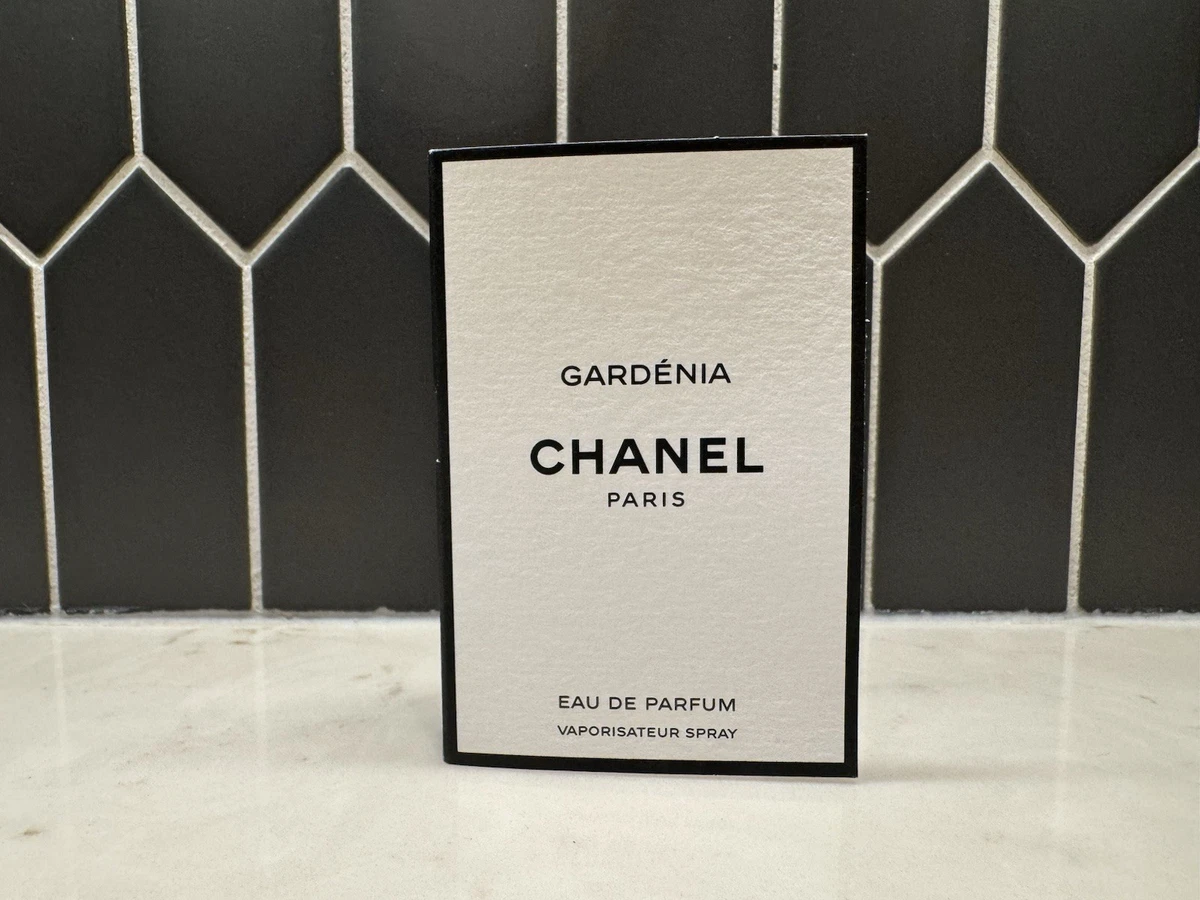 GARDÉNIA
CHANEL
PARIS
EAU DE PARFUM
VAPORISATEUR SPRAY